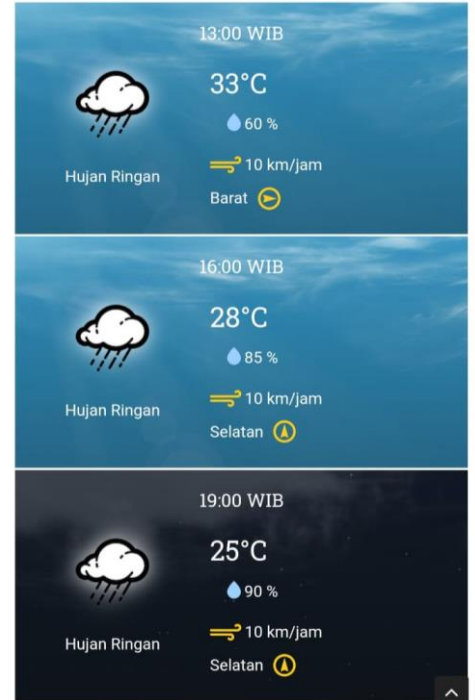 13:00 WIB
33°C
60 %
10 km/jam
Hujan Ringan
Barat
16:00 WIB
28°C
85 %
10 km/jam
Hujan Ringan
Selatan
19:00 WIB
25°C
90 %
10 km/jam
Hujan Ringan
Selatan